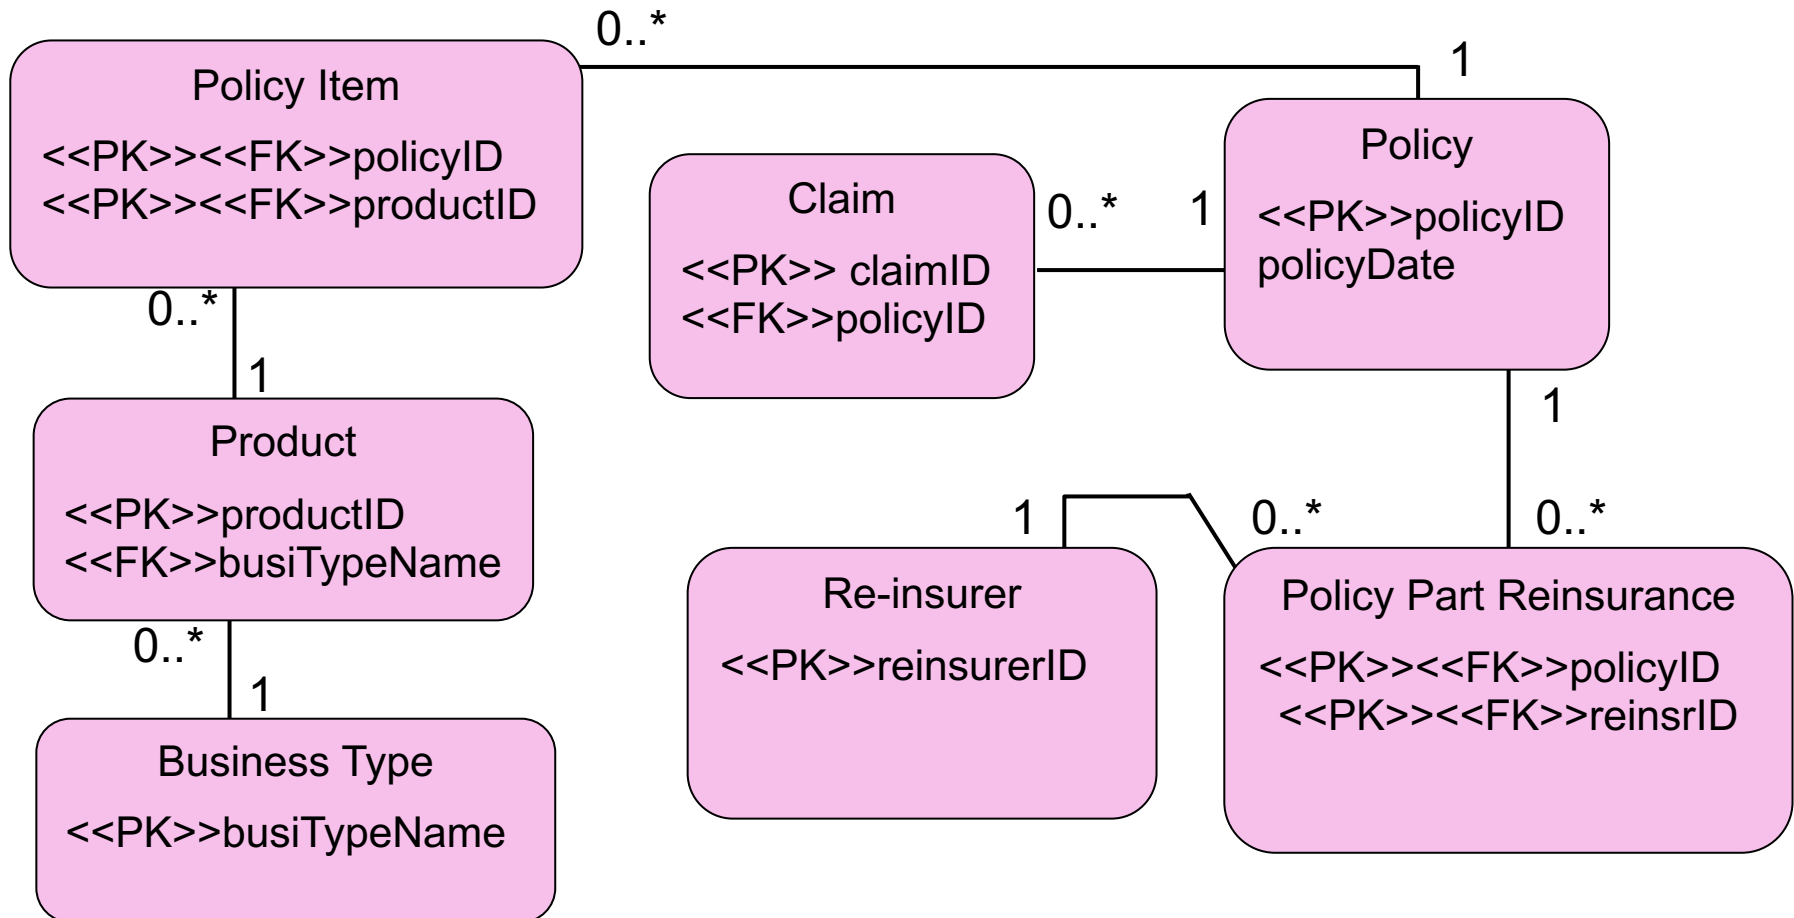 0..*
1
Policy Item
<<PK>><<FK>>policyID
<<PK>><<FK>>productID
Policy
<<PK>>policyID
policyDate
Claim
<<PK>> claimID
<<FK>>policyID
0..*
1
0..*
1
1
Product
<<PK>>productID
<<FK>>busiTypeName
1
0..*
0..*
Re-insurer
<<PK>>reinsurerID
Policy Part Reinsurance
<<PK>><<FK>>policyID
<<PK>><<FK>>reinsrID
0..*
1
Business Type
<<PK>>busiTypeName